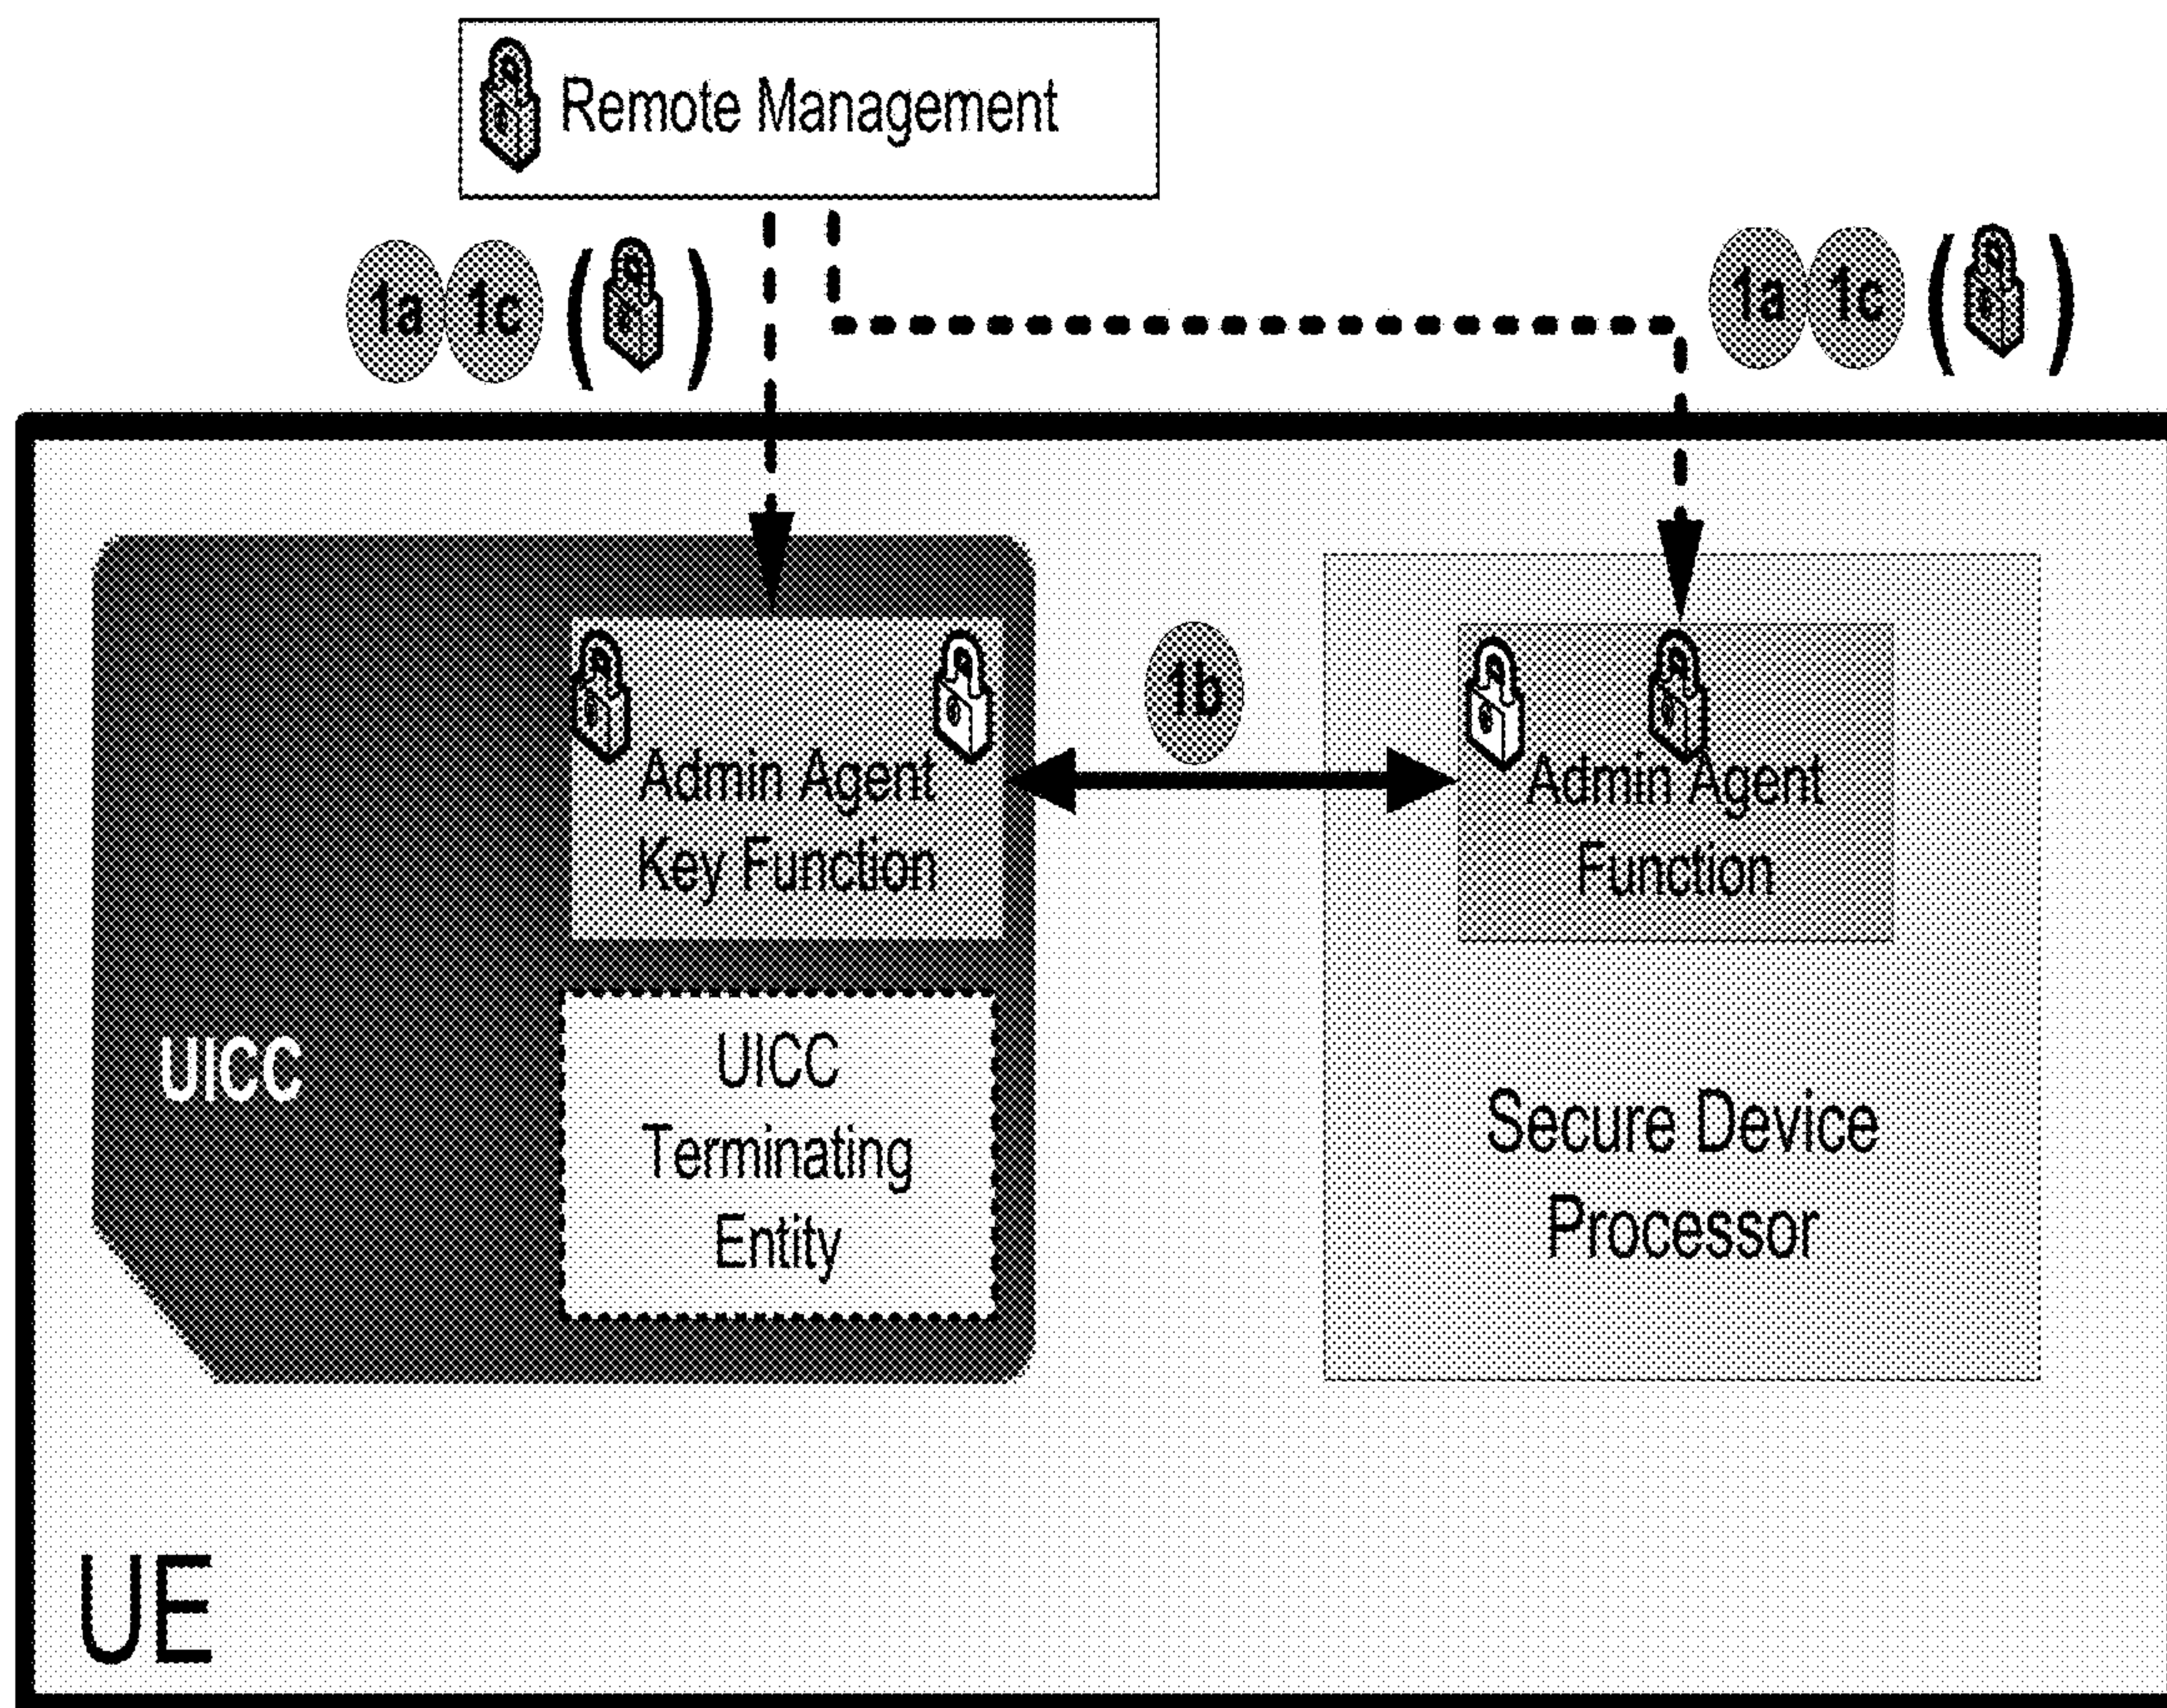 Remote Management
1a 1c ( )
1a 1c ( )
1b
Admin Agent
Key Function
Admin Agent
Function
UICC
UICC
Terminating
Entity
Secure Device
Processor
UE